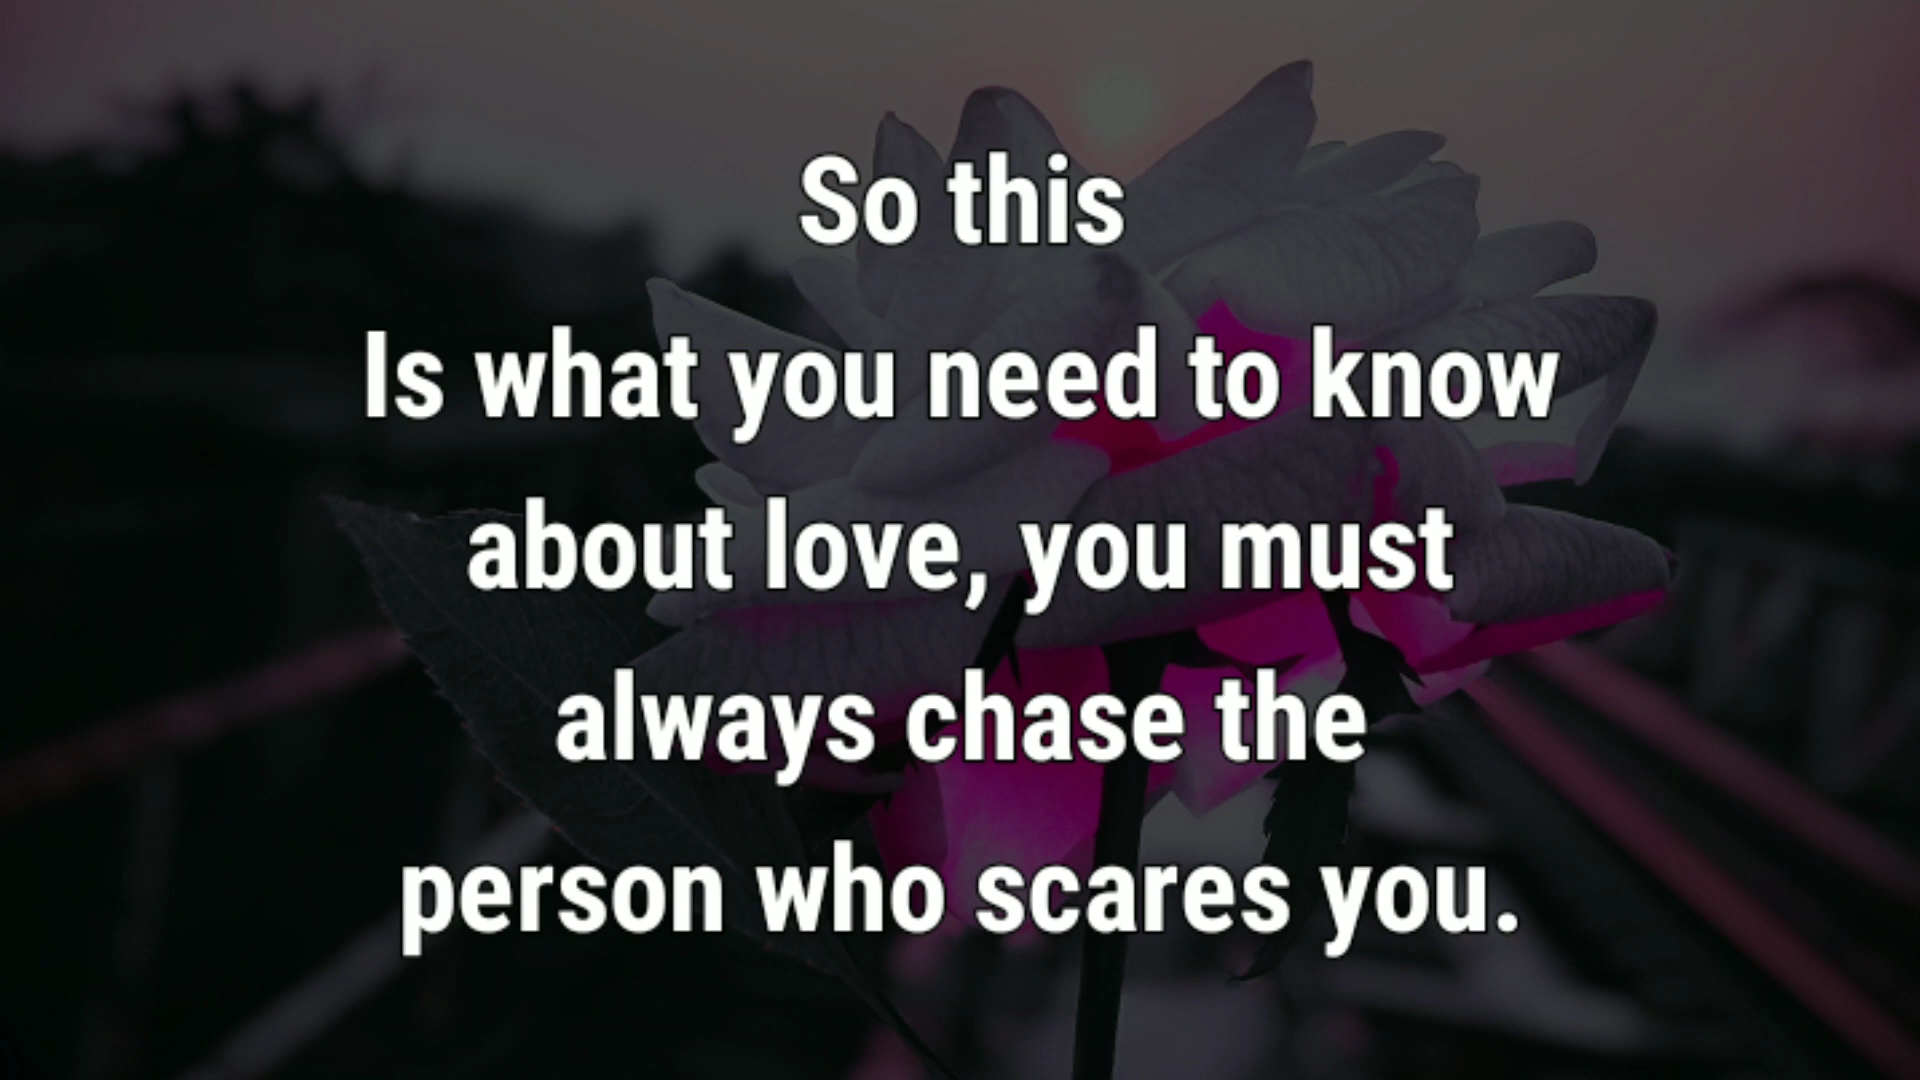 So this
Is what you need to know
about love, you must
always chase the
person who scares you.